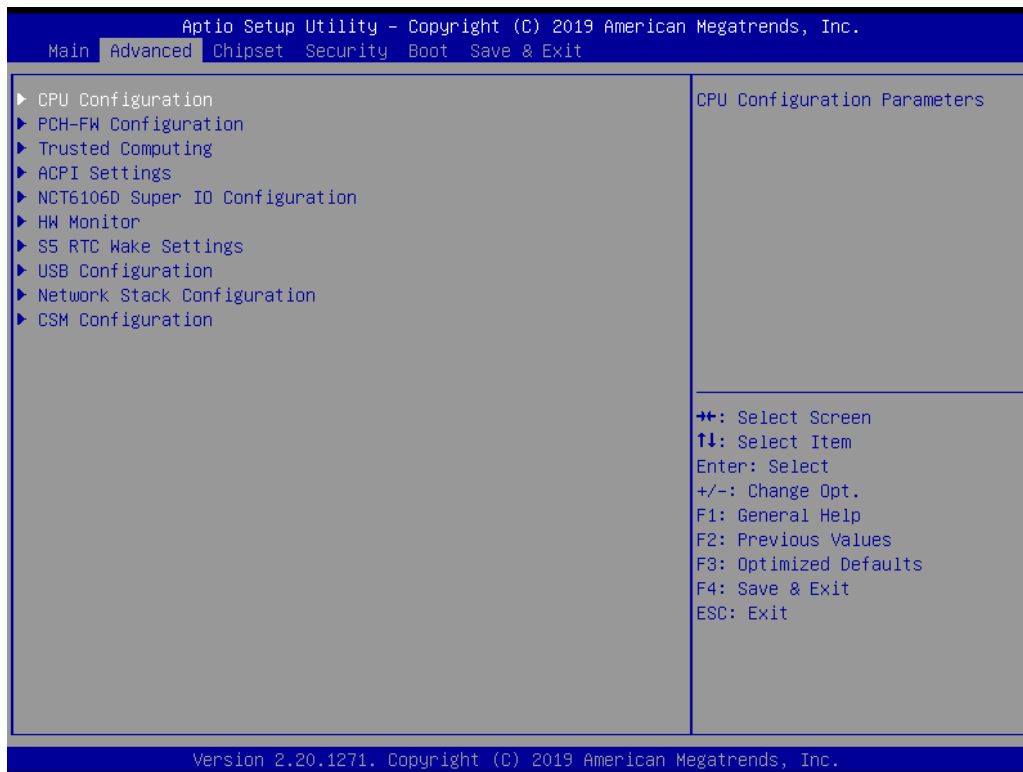 Aptio Setup Utility – Copyright (C) 2019 American Megatrends, Inc.
Main Advanced Chipset Security Boot Save & Exit
▶ CPU Configuration
▶ PCH-FW Configuration
▶ Trusted Computing
▶ ACPI Settings
▶ NCT6106D Super IO Configuration
▶ HW Monitor
▶ S5 RTC Wake Settings
▶ USB Configuration
▶ Network Stack Configuration
▶ CSM Configuration
CPU Configuration Parameters
→←: Select Screen
↑↓: Select Item
Enter: Select
+/-: Change Opt.
F1: General Help
F2: Previous Values
F3: Optimized Defaults
F4: Save & Exit
ESC: Exit
Version 2.20.1271. Copyright (C) 2019 American Megatrends, Inc.